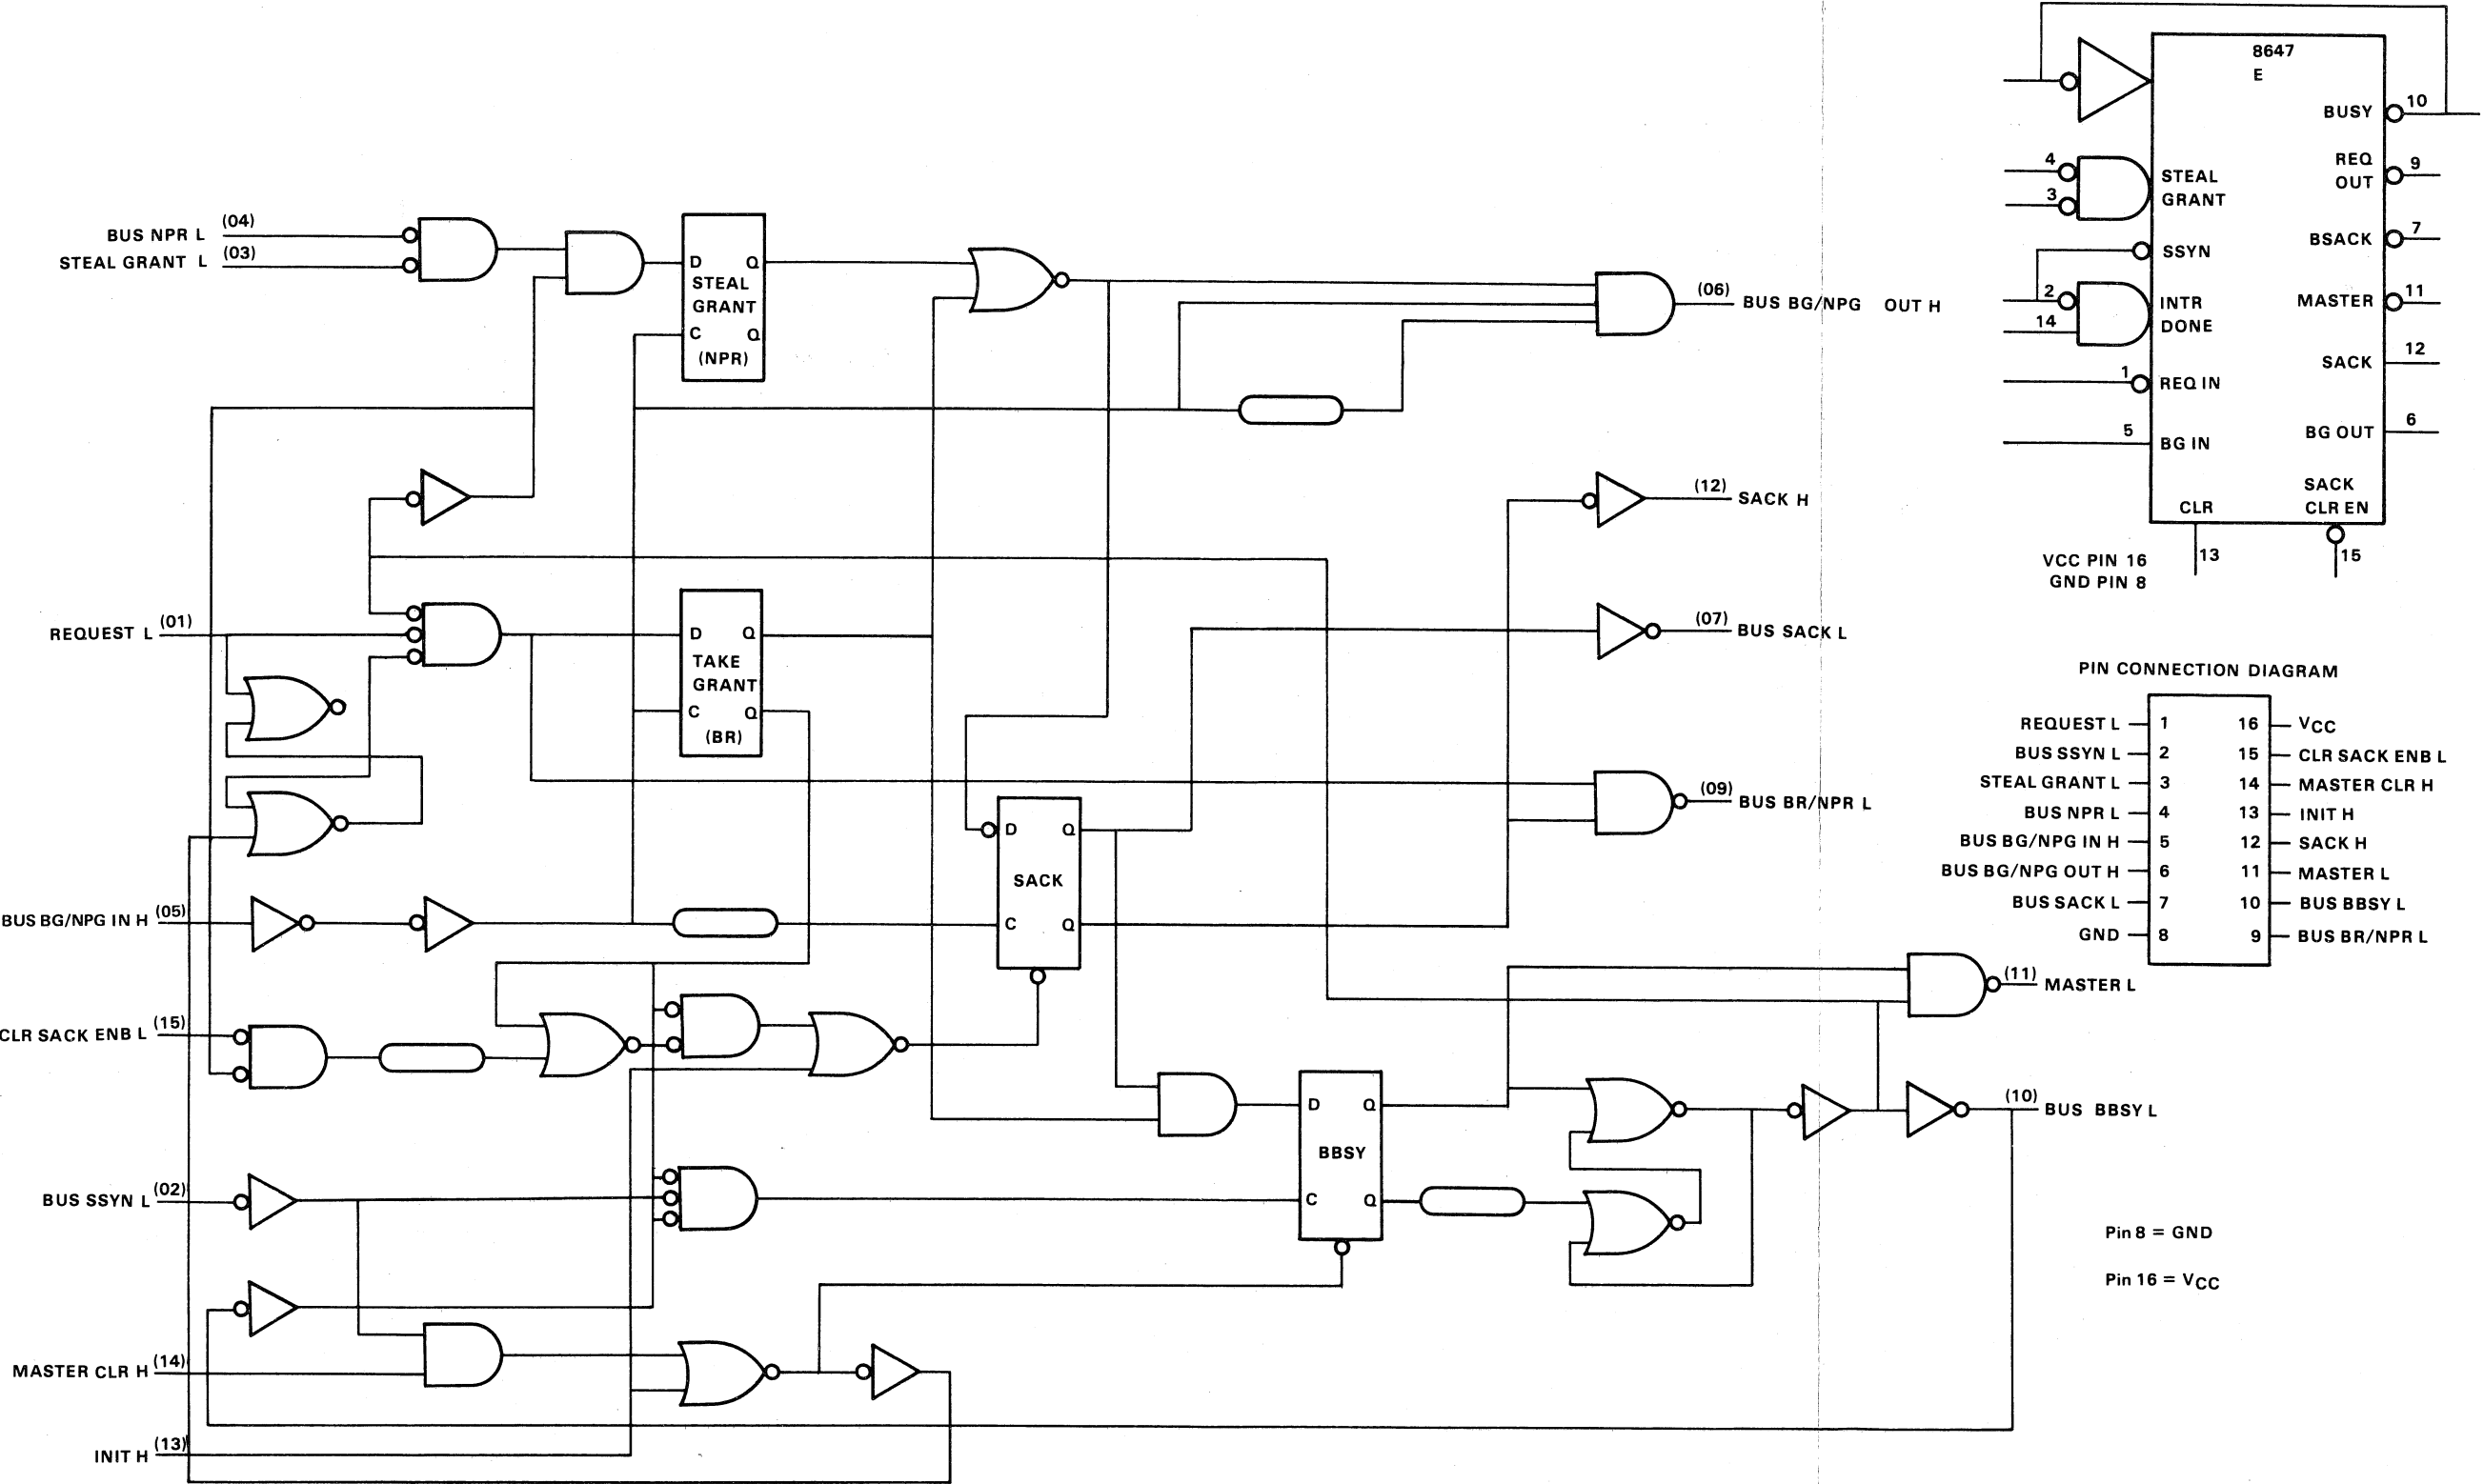 8647
E
BUSY
10
REQ
OUT
9
4
3
STEAL
GRANT
BSACK
7
SSYN
2
14
INTR
DONE
MASTER
11
SACK
12
1
REQ IN
5
BG IN
BG OUT
6
SACK
CLR EN
CLR
13
15
VCC PIN 16
GND PIN 8
BUS NPR L (04)
STEAL GRANT L (03)
D Q
STEAL
GRANT
C Q
(NPR)
(06) BUS BG/NPG OUT H
(12) SACK H
REQUEST L (01)
D Q
TAKE
GRANT
C Q
(BR)
(07) BUS SACK L
(09) BUS BR/NPR L
D Q
SACK
C Q
BUS BG/NPG IN H (05)
CLR SACK ENB L (15)
(11) MASTER L
D Q
BBSY
C Q
(10) BUS BBSY L
BUS SSYN L (02)
MASTER CLR H (14)
INIT H (13)
PIN CONNECTION DIAGRAM
REQUEST L 1 16 VCC
BUS SSYN L 2 15 CLR SACK ENB L
STEAL GRANT L 3 14 MASTER CLR H
BUS NPR L 4 13 INIT H
BUS BG/NPG IN H 5 12 SACK H
BUS BG/NPG OUT H 6 11 MASTER L
BUS SACK L 7 10 BUS BBSY L
GND 8 9 BUS BR/NPR L
Pin 8 = GND
Pin 16 = VCC